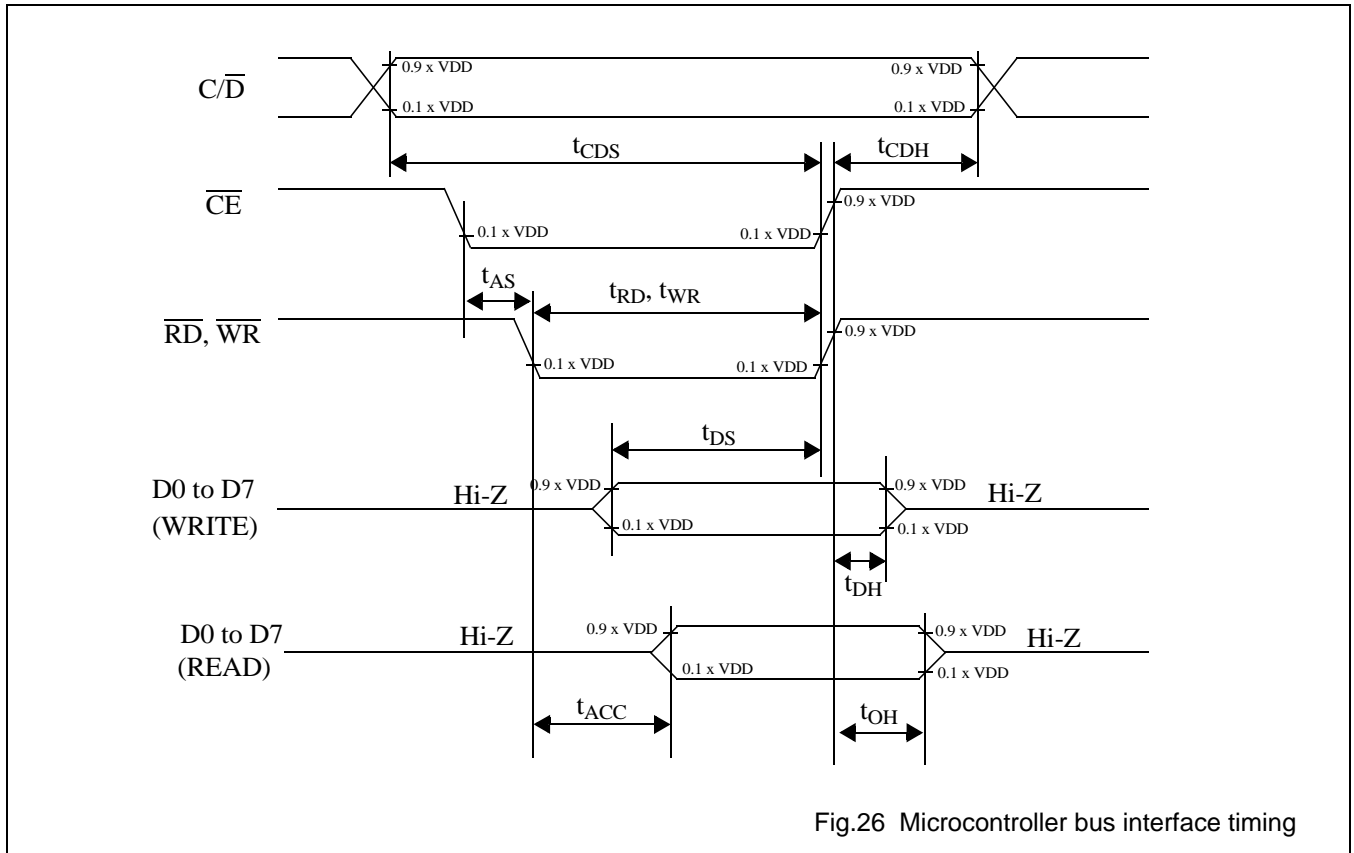 C/D̅
0.9 x VDD
0.9 x VDD
0.1 x VDD
0.1 x VDD
tCDS
tCDH
C̅E̅
0.9 x VDD
0.1 x VDD
0.1 x VDD
tAS
tRD, tWR
R̅D̅, W̅R̅
0.9 x VDD
0.1 x VDD
0.1 x VDD
tDS
D0 to D7
(WRITE)
Hi-Z
0.9 x VDD
0.9 x VDD
Hi-Z
0.1 x VDD
0.1 x VDD
tDH
D0 to D7
(READ)
Hi-Z
0.9 x VDD
0.9 x VDD
Hi-Z
0.1 x VDD
0.1 x VDD
tACC
tOH
Fig.26 Microcontroller bus interface timing